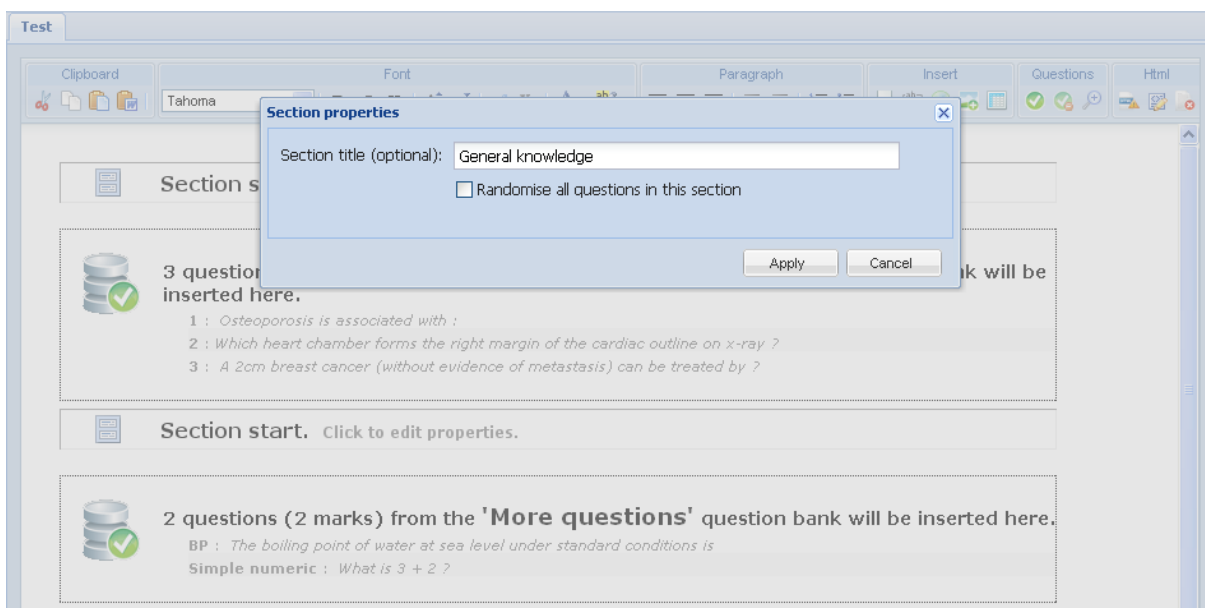 Test
Clipboard Font Paragraph Insert Questions Html
Tahoma
Section properties
Section title (optional): General knowledge
Randomise all questions in this section
Apply Cancel
Section s
3 question
k will be
inserted here.
1 : Osteoporosis is associated with :
2 : Which heart chamber forms the right margin of the cardiac outline on x-ray ?
3 : A 2cm breast cancer (without evidence of metastasis) can be treated by ?
Section start. Click to edit properties.
2 questions (2 marks) from the 'More questions' question bank will be inserted here.
BP : The boiling point of water at sea level under standard conditions is
Simple numeric : What is 3 + 2 ?